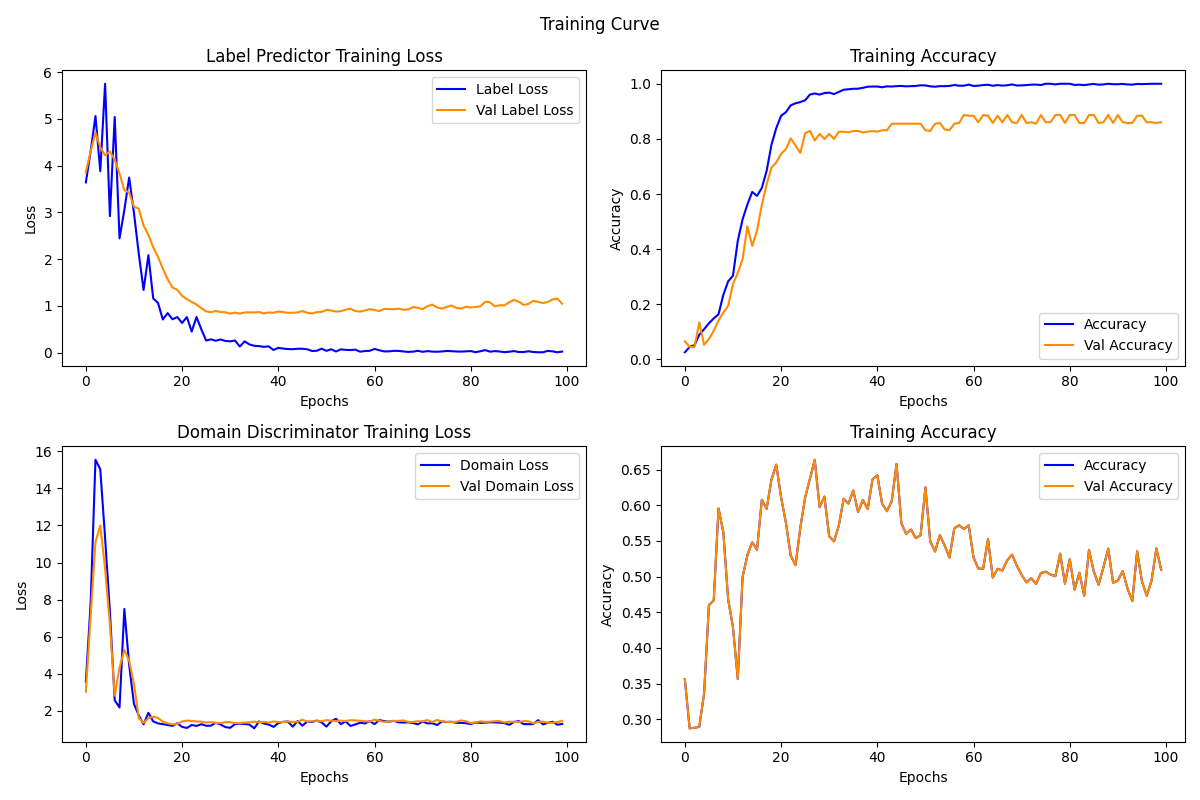 Training Curve
Label Predictor Training Loss
Loss
6
5
4
3
2
1
0
0 20 40 60 80 100
Epochs
Label Loss
Val Label Loss
Training Accuracy
Accuracy
1.0
0.8
0.6
0.4
0.2
0.0
0 20 40 60 80 100
Epochs
Accuracy
Val Accuracy
Domain Discriminator Training Loss
Loss
16
14
12
10
8
6
4
2
0 20 40 60 80 100
Epochs
Domain Loss
Val Domain Loss
Training Accuracy
Accuracy
0.65
0.60
0.55
0.50
0.45
0.40
0.35
0.30
0 20 40 60 80 100
Epochs
Accuracy
Val Accuracy